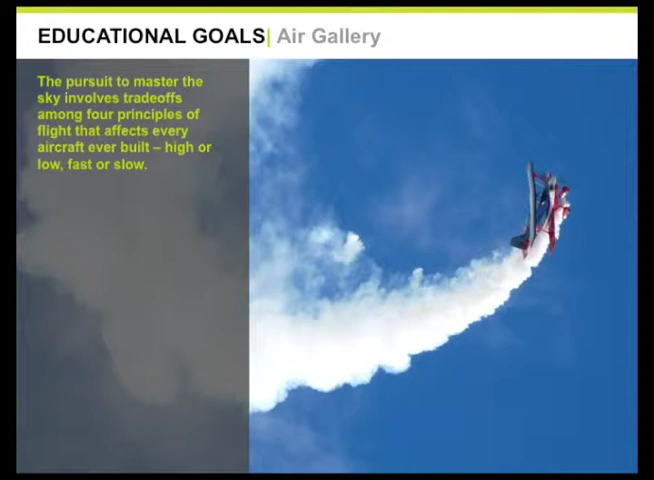 EDUCATIONAL GOALS| Air Gallery
The pursuit to master the
sky involves tradeoffs
among four principles of
flight that affects every
aircraft ever built – high or
low, fast or slow.